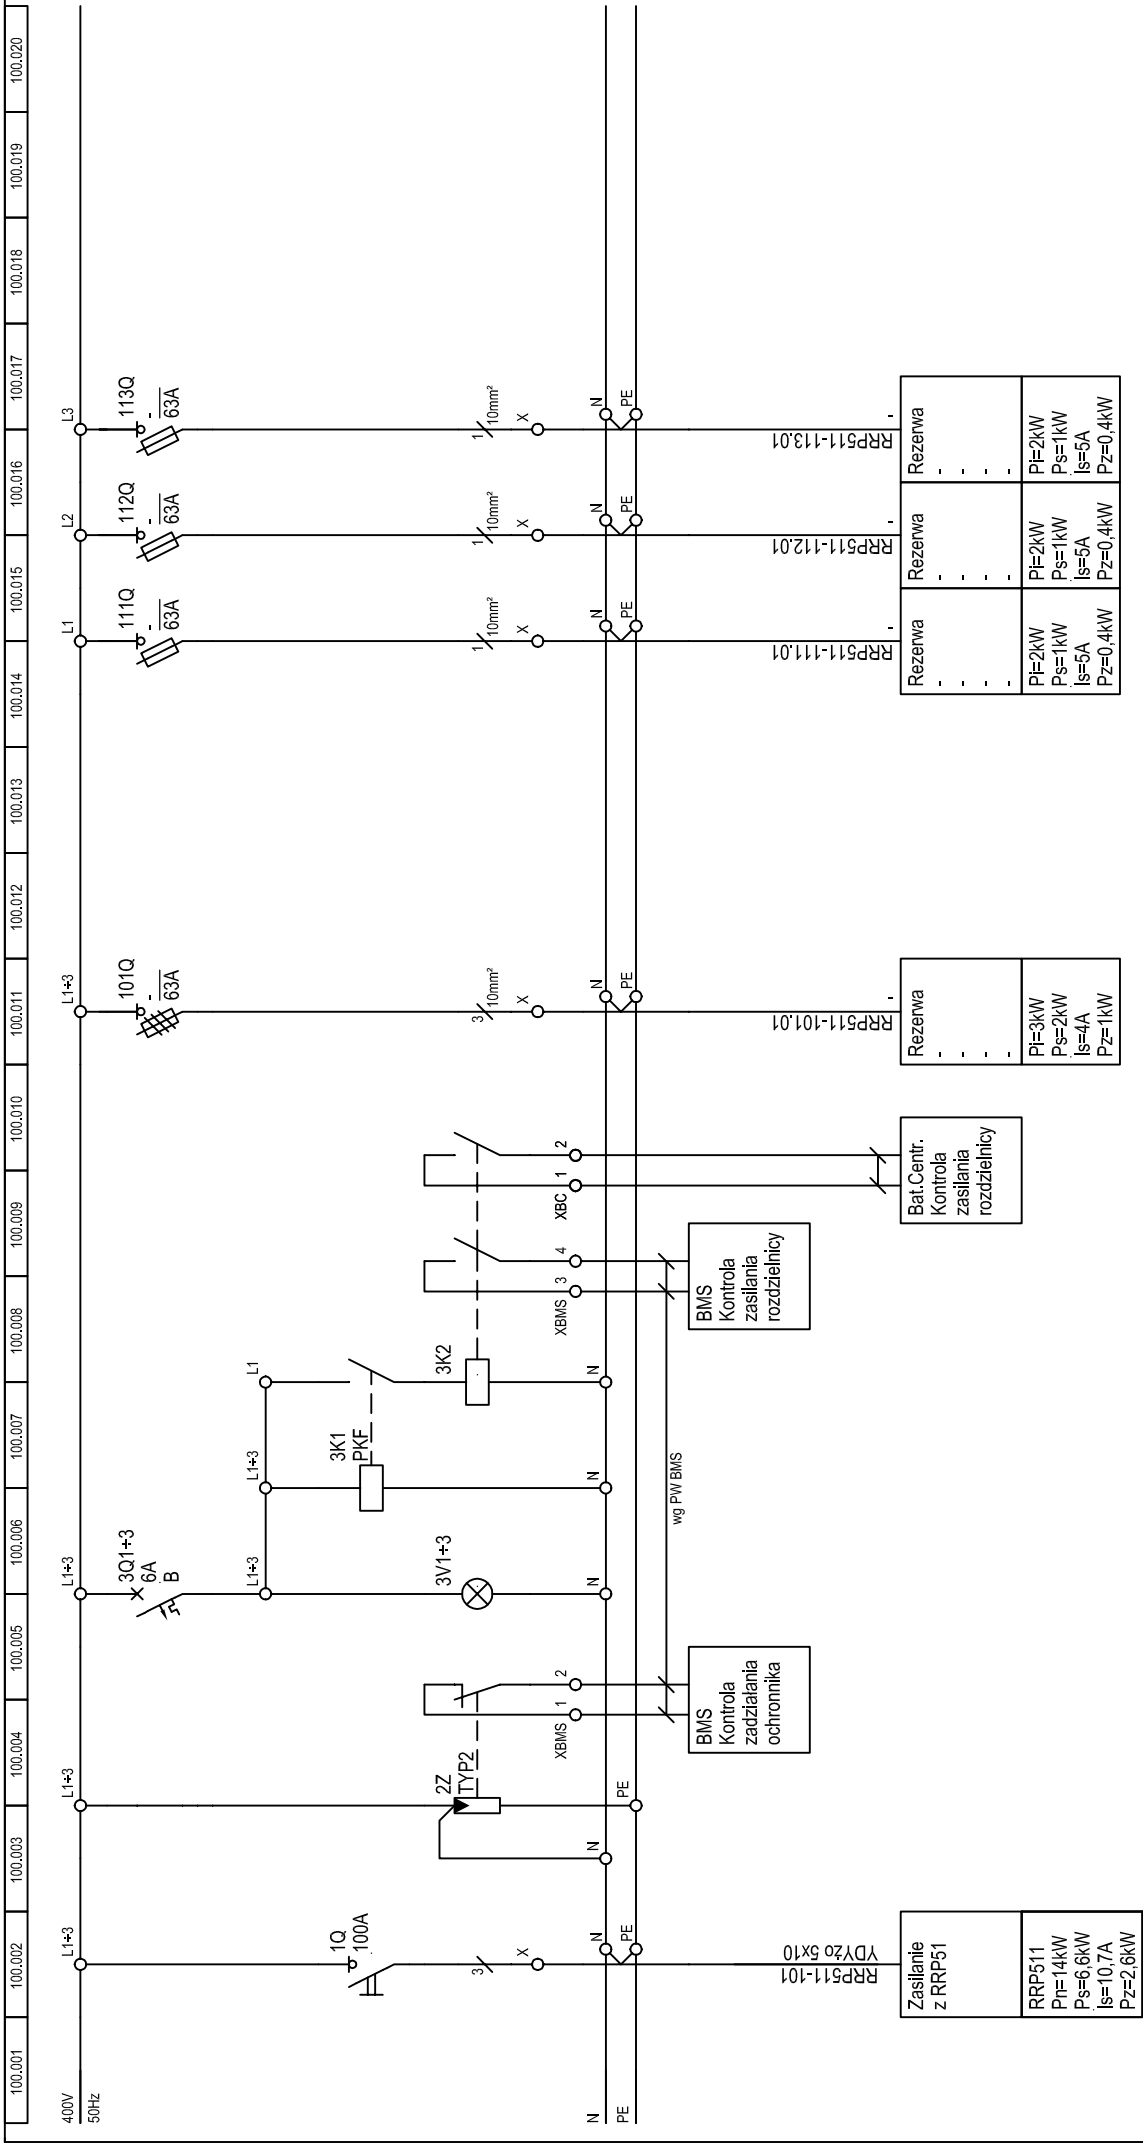 100.001
100.002
100.003
100.004
100.005
100.006
100.007
100.008
100.009
100.010
100.011
100.012
100.013
100.014
100.015
100.016
100.017
100.018
100.019
100.020
400V
50Hz
L1÷3
L1÷3
L1÷3
L1÷3
L1
L2
L3
3Q1÷3
6A
B
101Q
-
63A
111Q
-
63A
112Q
-
63A
113Q
-
63A
L1÷3
L1÷3
L1
1Q
100A
3K1
PKF
2Z
TYP2
3V1÷3
3K2
3
3
10mm²
1
10mm²
1
10mm²
1
10mm²
X
XBMS
1
2
XBMS
3
4
XBC
1
2
X
X
X
X
N
N
N
N
N
N
N
N
N
N
N
PE
PE
PE
PE
PE
PE
PE
wg PW BMS
BMS
Kontrola
zadziałania
ochronnika
BMS
Kontrola
zasilania
rozdzielnicy
RRP511-101
YDYżo 5x10
RRP511-101.01
-
RRP511-111.01
-
RRP511-112.01
-
RRP511-113.01
-
Zasilanie
z RRP51
RRP511
Pn=14kW
Ps=6,6kW
Is=10,7A
Pz=2,6kW
Bat.Centr.
Kontrola
zasilania
rozdzielnicy
Rezerwa
-
-
-
-
Pi=3kW
Ps=2kW
Is=4A
Pz=1kW
Rezerwa
-
-
-
-
Pi=2kW
Ps=1kW
Is=5A
Pz=0,4kW
Rezerwa
-
-
-
-
Pi=2kW
Ps=1kW
Is=5A
Pz=0,4kW
Rezerwa
-
-
-
-
Pi=2kW
Ps=1kW
Is=5A
Pz=0,4kW